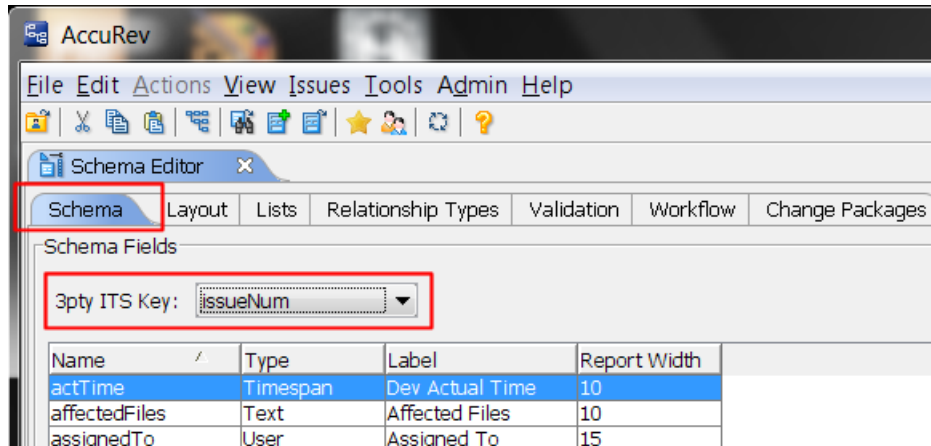 AccuRev
File Edit Actions View Issues Tools Admin Help
Schema Editor
Schema Layout Lists Relationship Types Validation Workflow Change Packages
Schema Fields
3pty ITS Key: issueNum
Name Type Label Report Width
actTime Timespan Dev Actual Time 10
affectedFiles Text Affected Files 10
assignedTo User Assigned To 15